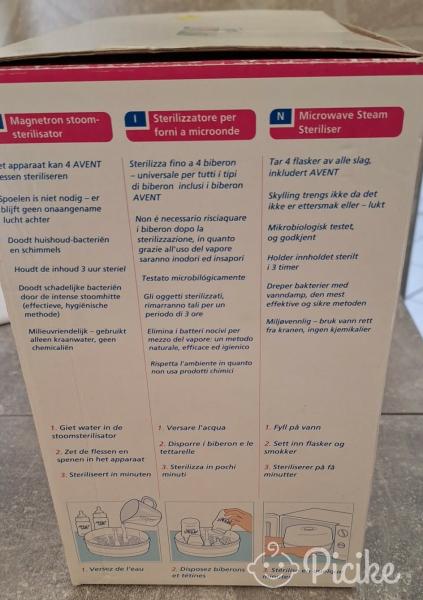 Magnetron stoom-
sterilisator
et apparaat kan 4 AVENT
essen steriliseren
Spoelen is niet nodig – er
blijft geen onaangename
lucht achter
Doodt huishoud-bacteriën
en schimmels
Houdt de inhoud 3 uur steriel
Doodt schadelijke bacteriën
door de intense stoomhitte
(effectieve, hygiënische
methode)
Milieuvriendelijk – gebruikt
alleen kraanwater, geen
chemicaliën
1. Giet water in de
stoomsterilisator
2. Zet de flessen en
spenen in het apparaat
3. Steriliseert in minuten
I
Sterilizzatore per
forni a microonde
Sterilizza fino a 4 biberon
– universale per tutti i tipi
di biberon inclusi i biberon
AVENT
Non é necessario risciaquare
i biberon dopo la
sterilizzazione, in quanto
grazie all'uso del vapore
saranno inodori ed insapori
Testato microbilógicamente
Gli oggetti sterilizzati,
rimarranno tali per un
periodo di 3 ore
Elimina i batteri nocivi per
mezzo del vapore: un metodo
naturale, efficace ed igienico
Rispetta l'ambiente in quanto
non usa prodotti chimici
1. Versare l'acqua
2. Disporre i biberon e le
tettarelle
3. Sterilizza in pochi
minuti
N
Microwave Steam
Steriliser
Tar 4 flasker av alle slag,
inkludert AVENT
Skylling trengs ikke da det
ikke er ettersmak eller – lukt
Mikrobiologisk testet,
og godkjent
Holder innholdet sterilt
i 3 timer
Dreper bakterier med
vanndamp, den mest
effektive og sikre metoden
Miljøvennlig – bruk vann rett
fra kranen, ingen kjemikalier
1. Fyll på vann
2. Sett inn flasker og
smokker
3. Steriliserer på få
minutter
1. Versez de l'eau
2. Disposez biberons
et tétines
3. Stérilise
minutes
Picike